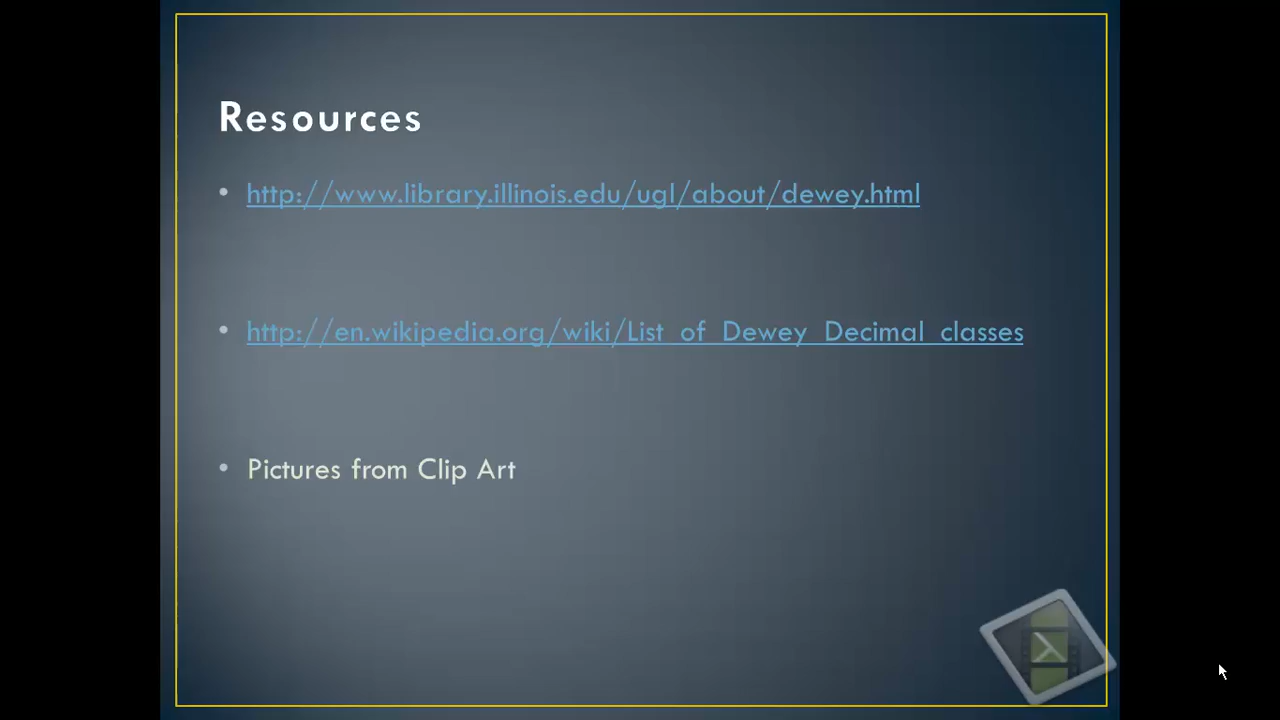 Resources
• http://www.library.illinois.edu/ugl/about/dewey.html
• http://en.wikipedia.org/wiki/List_of_Dewey_Decimal_classes
• Pictures from Clip Art